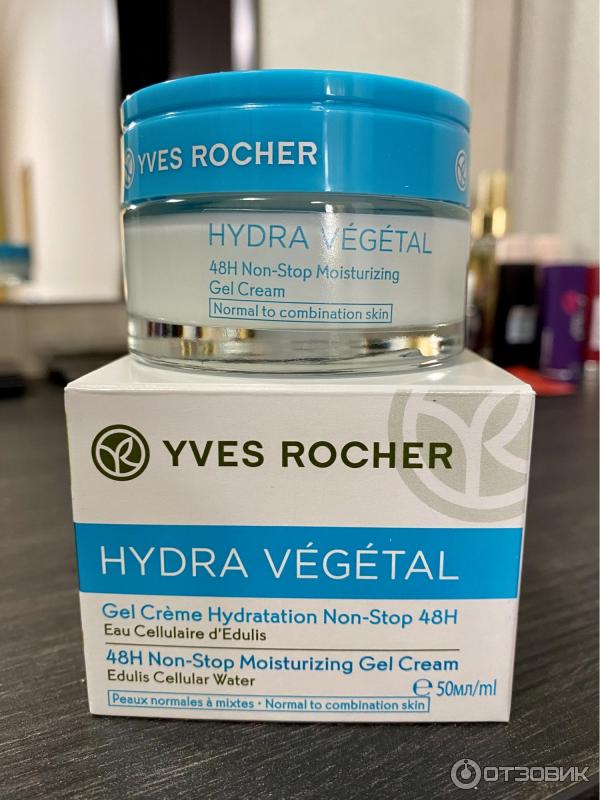 YVES ROCHER
HYDRA VÉGÉTAL
48H Non-Stop Moisturizing
Gel Cream
Normal to combination skin
YVES ROCHER
HYDRA VÉGÉTAL
Gel Crème Hydratation Non-Stop 48H
Eau Cellulaire d'Edulis
48H Non-Stop Moisturizing Gel Cream
Edulis Cellular Water
℮ 50мл/ml
Peaux normales à mixtes • Normal to combination skin
ОТЗОВИК